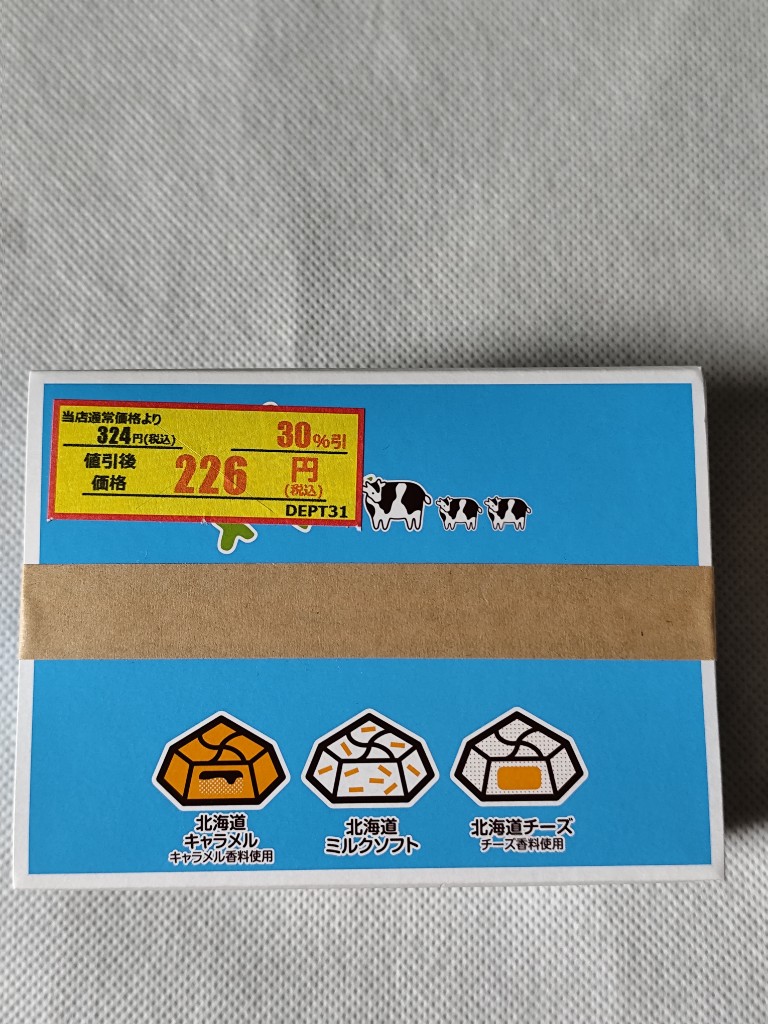 当店通常価格より
324円(税込) 30%引
値引後
価格 226円
(税込)
DEPT31
北海道
キャラメル
キャラメル香料使用
北海道
ミルクソフト
北海道チーズ
チーズ香料使用